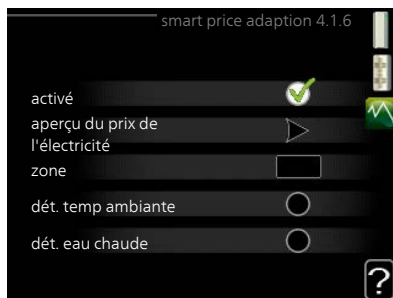 smart price adaption 4.1.6
activé
aperçu du prix de
l'électricité
zone
dét. temp ambiante
dét. eau chaude
?